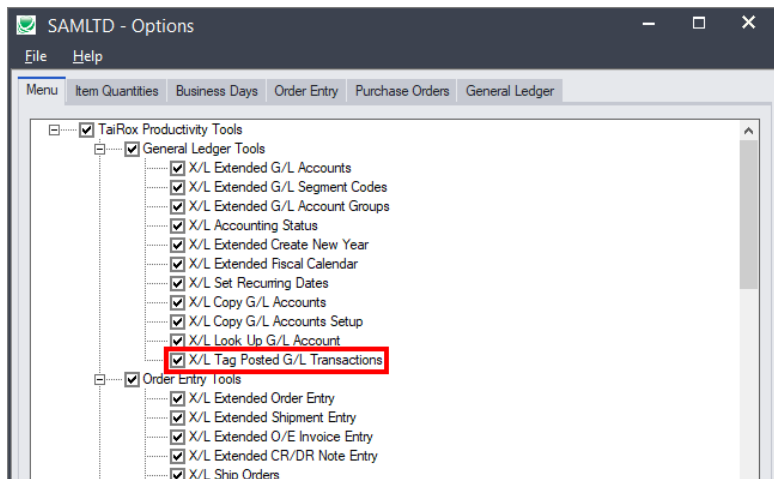 SAMLTD - Options
File Help
Menu Item Quantities Business Days Order Entry Purchase Orders General Ledger
TaiRox Productivity Tools
General Ledger Tools
X/L Extended G/L Accounts
X/L Extended G/L Segment Codes
X/L Extended G/L Account Groups
X/L Accounting Status
X/L Extended Create New Year
X/L Extended Fiscal Calendar
X/L Set Recurring Dates
X/L Copy G/L Accounts
X/L Copy G/L Accounts Setup
X/L Look Up G/L Account
X/L Tag Posted G/L Transactions
Order Entry Tools
X/L Extended Order Entry
X/L Extended Shipment Entry
X/L Extended O/E Invoice Entry
X/L Extended CR/DR Note Entry
X/L Ship Orders